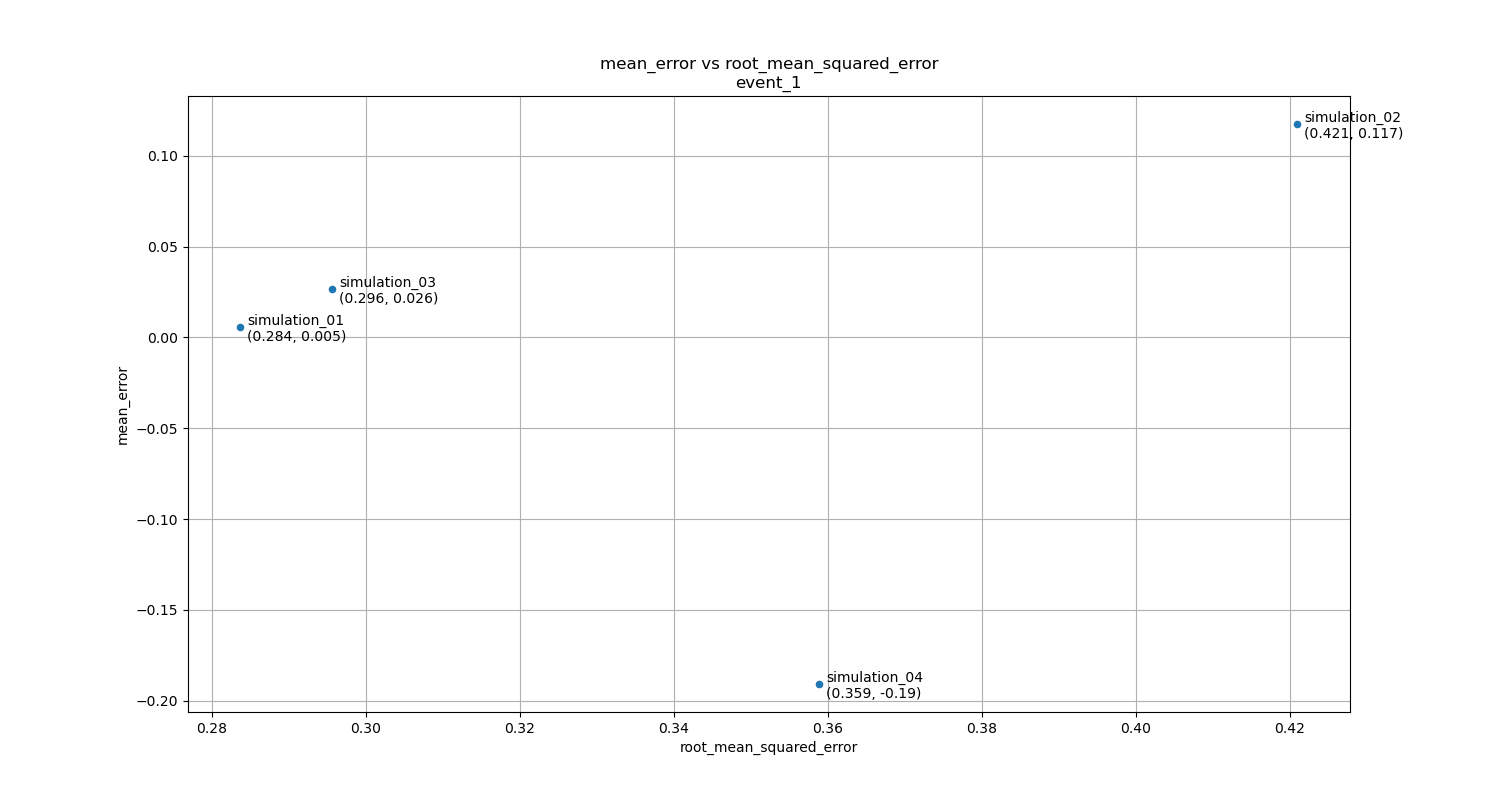 mean_error vs root_mean_squared_error
event_1
simulation_02
(0.421, 0.117)
0.10
0.05
simulation_03
(0.296, 0.026)
simulation_01
(0.284, 0.005)
0.00
mean_error
−0.05
−0.10
−0.15
simulation_04
(0.359, -0.19)
−0.20
0.28 0.30 0.32 0.34 0.36 0.38 0.40 0.42
root_mean_squared_error